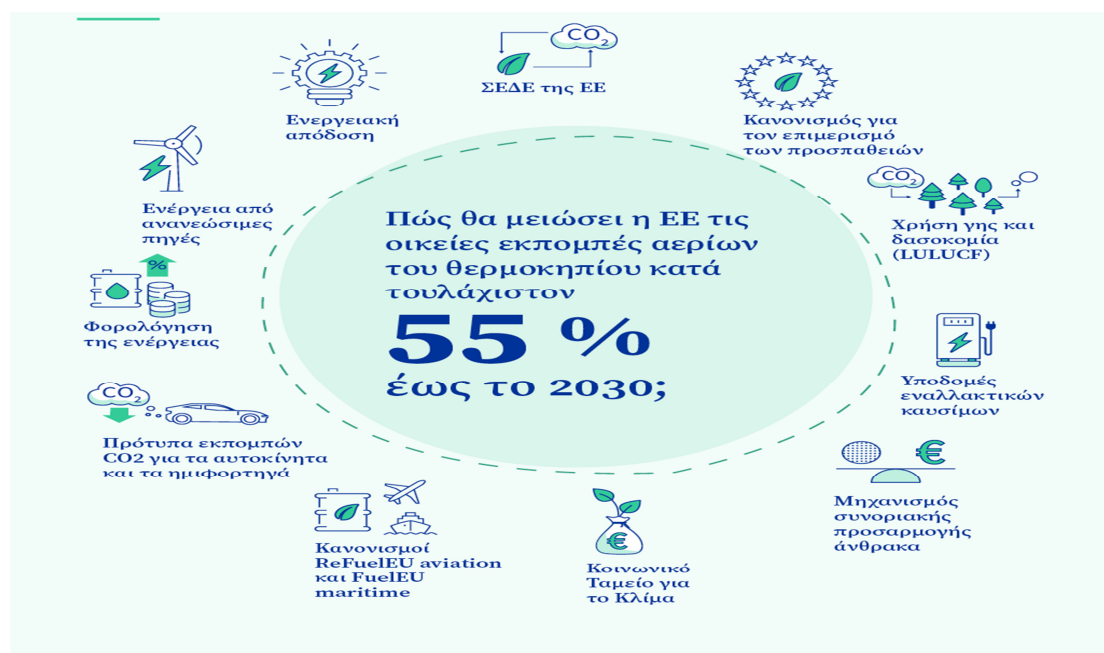 CO2
ΣΕΔΕ της ΕΕ
Κανονισμός για
τον επιμερισμό
των προσπαθειών
CO2
Χρήση γης και
δασοκομία
(LULUCF)
Υποδομές
εναλλακτικών
καυσίμων
€
Μηχανισμός
συνοριακής
προσαρμογής
άνθρακα
€
Κοινωνικό
Ταμείο για
το Κλίμα
Κανονισμοί
ReFuelEU aviation
και FuelEU
maritime
CO2
Πρότυπα εκπομπών
CO2 για τα αυτοκίνητα
και τα ημιφορτηγά
%
Φορολόγηση
της ενέργειας
Ενέργεια από
ανανεώσιμες
πηγές
Ενεργειακή
απόδοση
Πώς θα μειώσει η ΕΕ τις
οικείες εκπομπές αερίων
του θερμοκηπίου κατά
τουλάχιστον
55 %
έως το 2030;